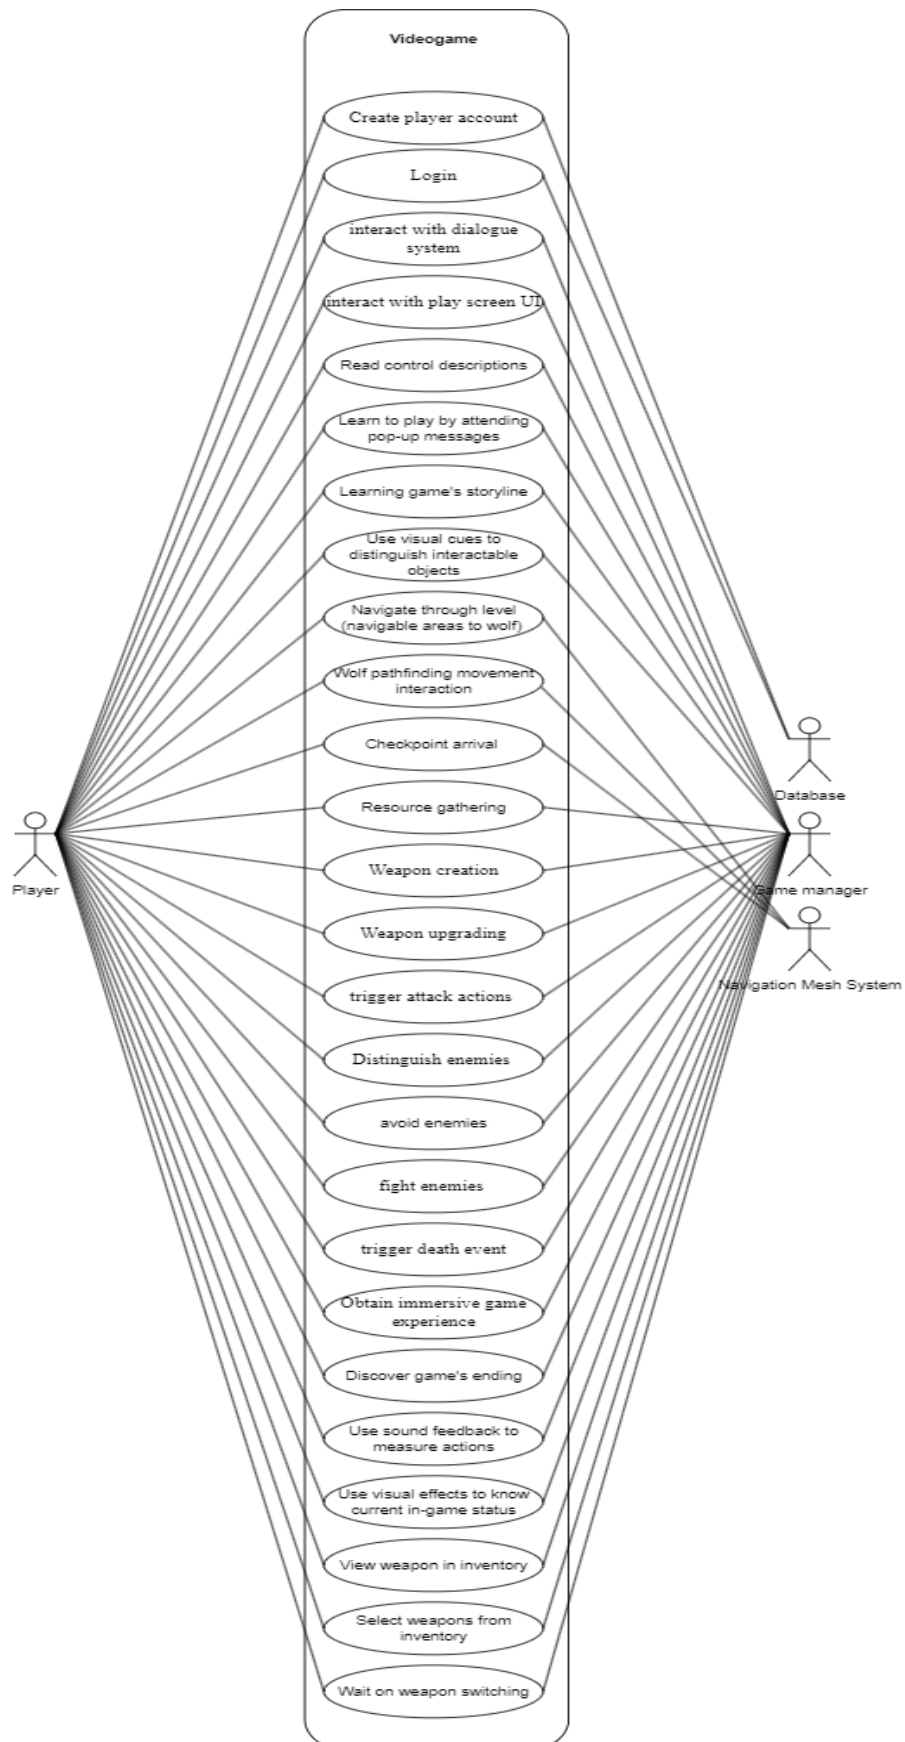 Videogame
Create player account
Login
interact with dialogue
system
interact with play screen UI
Read control descriptions
Learn to play by attending
pop-up messages
Learning game's storyline
Use visual cues to
distinguish interactable
objects
Navigate through level
(navigable areas to wolf)
Wolf pathfinding movement
interaction
Checkpoint arrival
Resource gathering
Weapon creation
Weapon upgrading
trigger attack actions
Distinguish enemies
avoid enemies
fight enemies
trigger death event
Obtain immersive game
experience
Discover game's ending
Use sound feedback to
measure actions
Use visual effects to know
current in-game status
View weapon in inventory
Select weapons from
inventory
Wait on weapon switching
Player
Database
Game manager
Navigation Mesh System